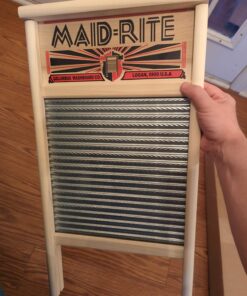 MAID-RITE
COLUMBUS WASHBOARD CO. LOGAN, OHIO U.S.A